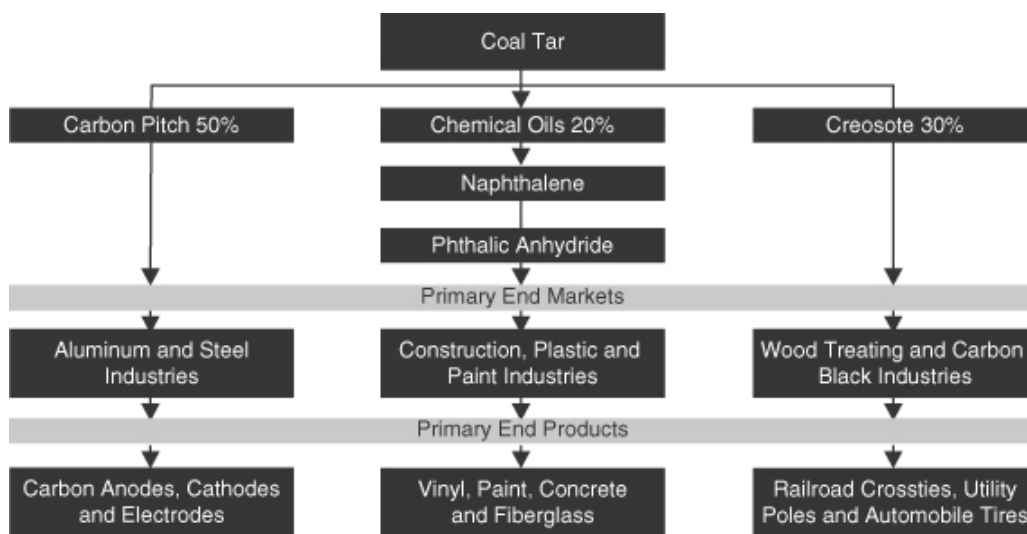 Coal Tar
Carbon Pitch 50%
Chemical Oils 20%
Creosote 30%
Naphthalene
Phthalic Anhydride
Primary End Markets
Aluminum and Steel
Industries
Construction, Plastic and
Paint Industries
Wood Treating and Carbon
Black Industries
Primary End Products
Carbon Anodes, Cathodes
and Electrodes
Vinyl, Paint, Concrete
and Fiberglass
Railroad Crossties, Utility
Poles and Automobile Tires